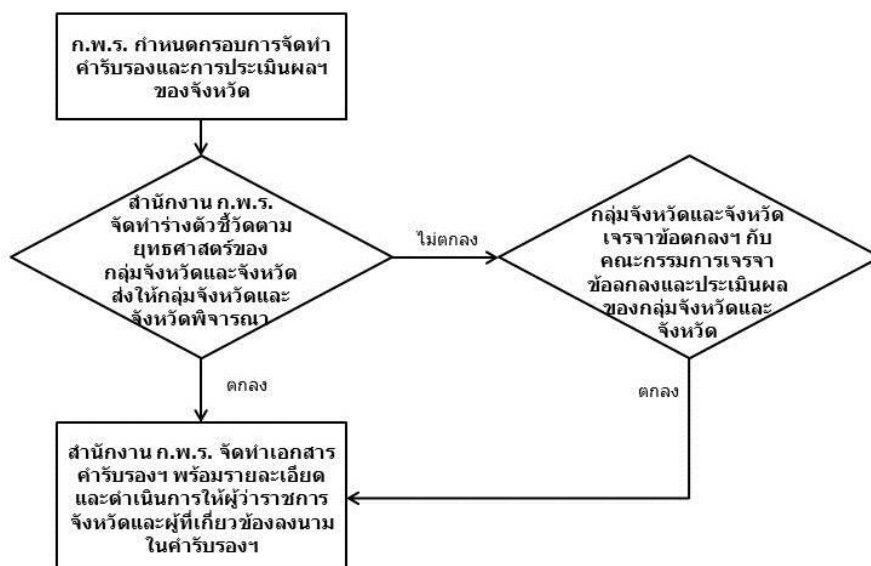 ก.พ.ร. กำหนดกรอบการจัดทำ
คำรับรองและการประเมินผลฯ
ของจังหวัด
สำนักงาน ก.พ.ร.
จัดทำร่างตัวชี้วัดตาม
ยุทธศาสตร์ของ
กลุ่มจังหวัดและจังหวัด
ส่งให้กลุ่มจังหวัดและ
จังหวัดพิจารณา
ไม่ตกลง
กลุ่มจังหวัดและจังหวัด
เจรจาข้อตกลงฯ กับ
คณะกรรมการเจรจา
ข้อลกลงและประเมินผล
ของกลุ่มจังหวัดและ
จังหวัด
ตกลง
ตกลง
สำนักงาน ก.พ.ร. จัดทำเอกสาร
คำรับรองฯ พร้อมรายละเอียด
และดำเนินการให้ผู้ว่าราชการ
จังหวัดและผู้ที่เกี่ยวข้องลงนาม
ในคำรับรองฯ